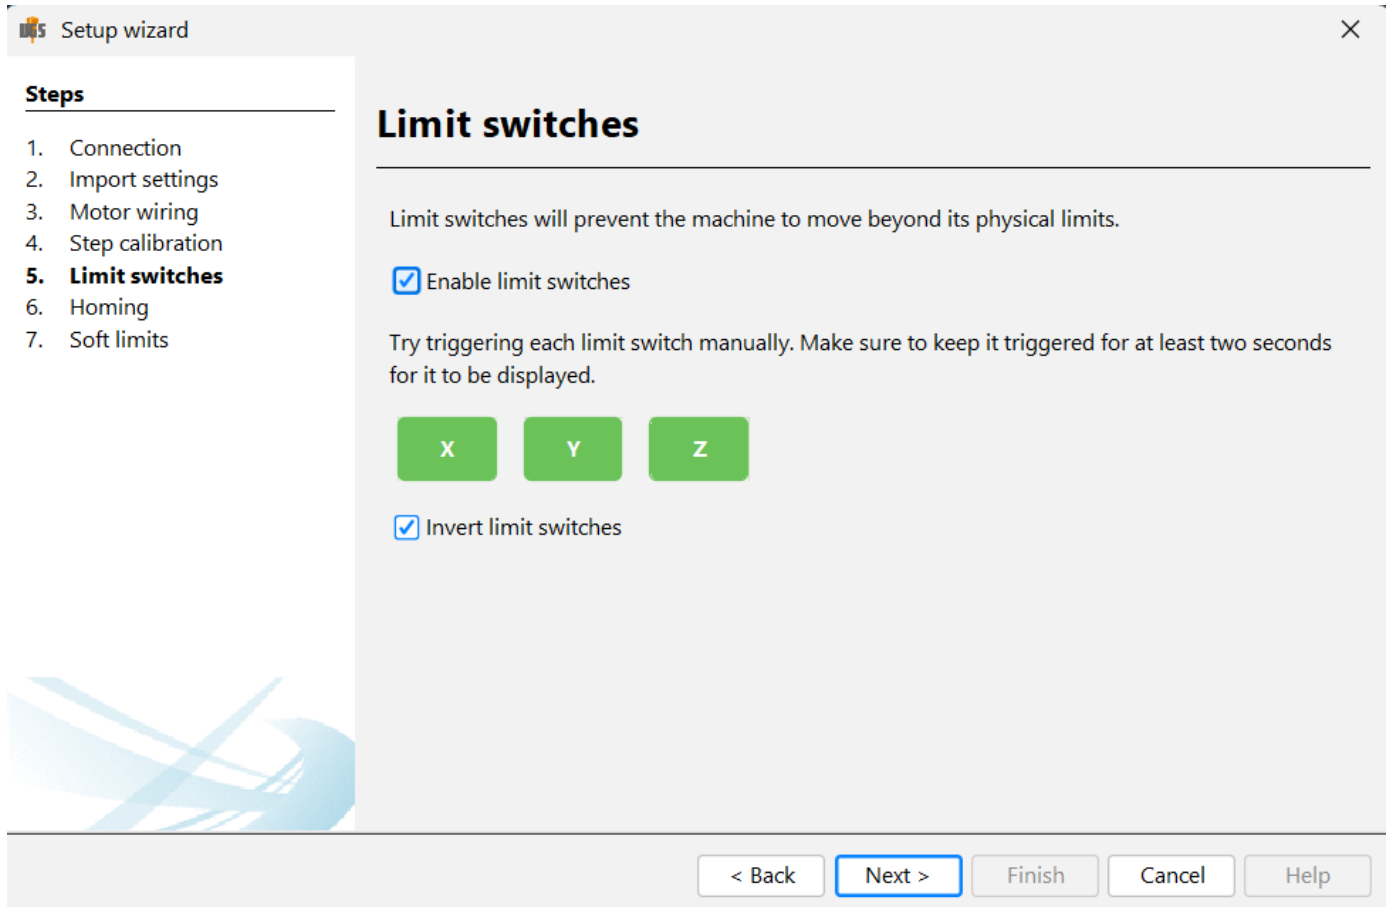 UGS Setup wizard
Steps
1. Connection
2. Import settings
3. Motor wiring
4. Step calibration
5. Limit switches
6. Homing
7. Soft limits
Limit switches
Limit switches will prevent the machine to move beyond its physical limits.
Enable limit switches
Try triggering each limit switch manually. Make sure to keep it triggered for at least two seconds
for it to be displayed.
X Y Z
Invert limit switches
< Back Next > Finish Cancel Help